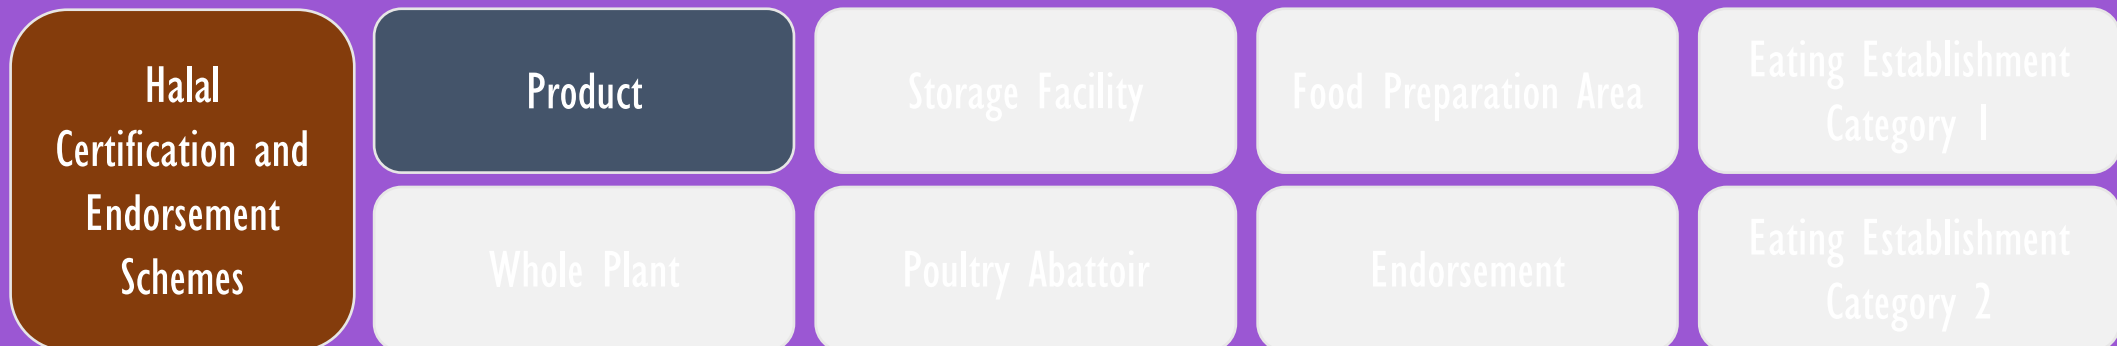 Halal
Certification and
Endorsement
Schemes
Product
Storage Facility
Food Preparation Area
Eating Establishment
Category 1
Whole Plant
Poultry Abattoir
Endorsement
Eating Establishment
Category 2